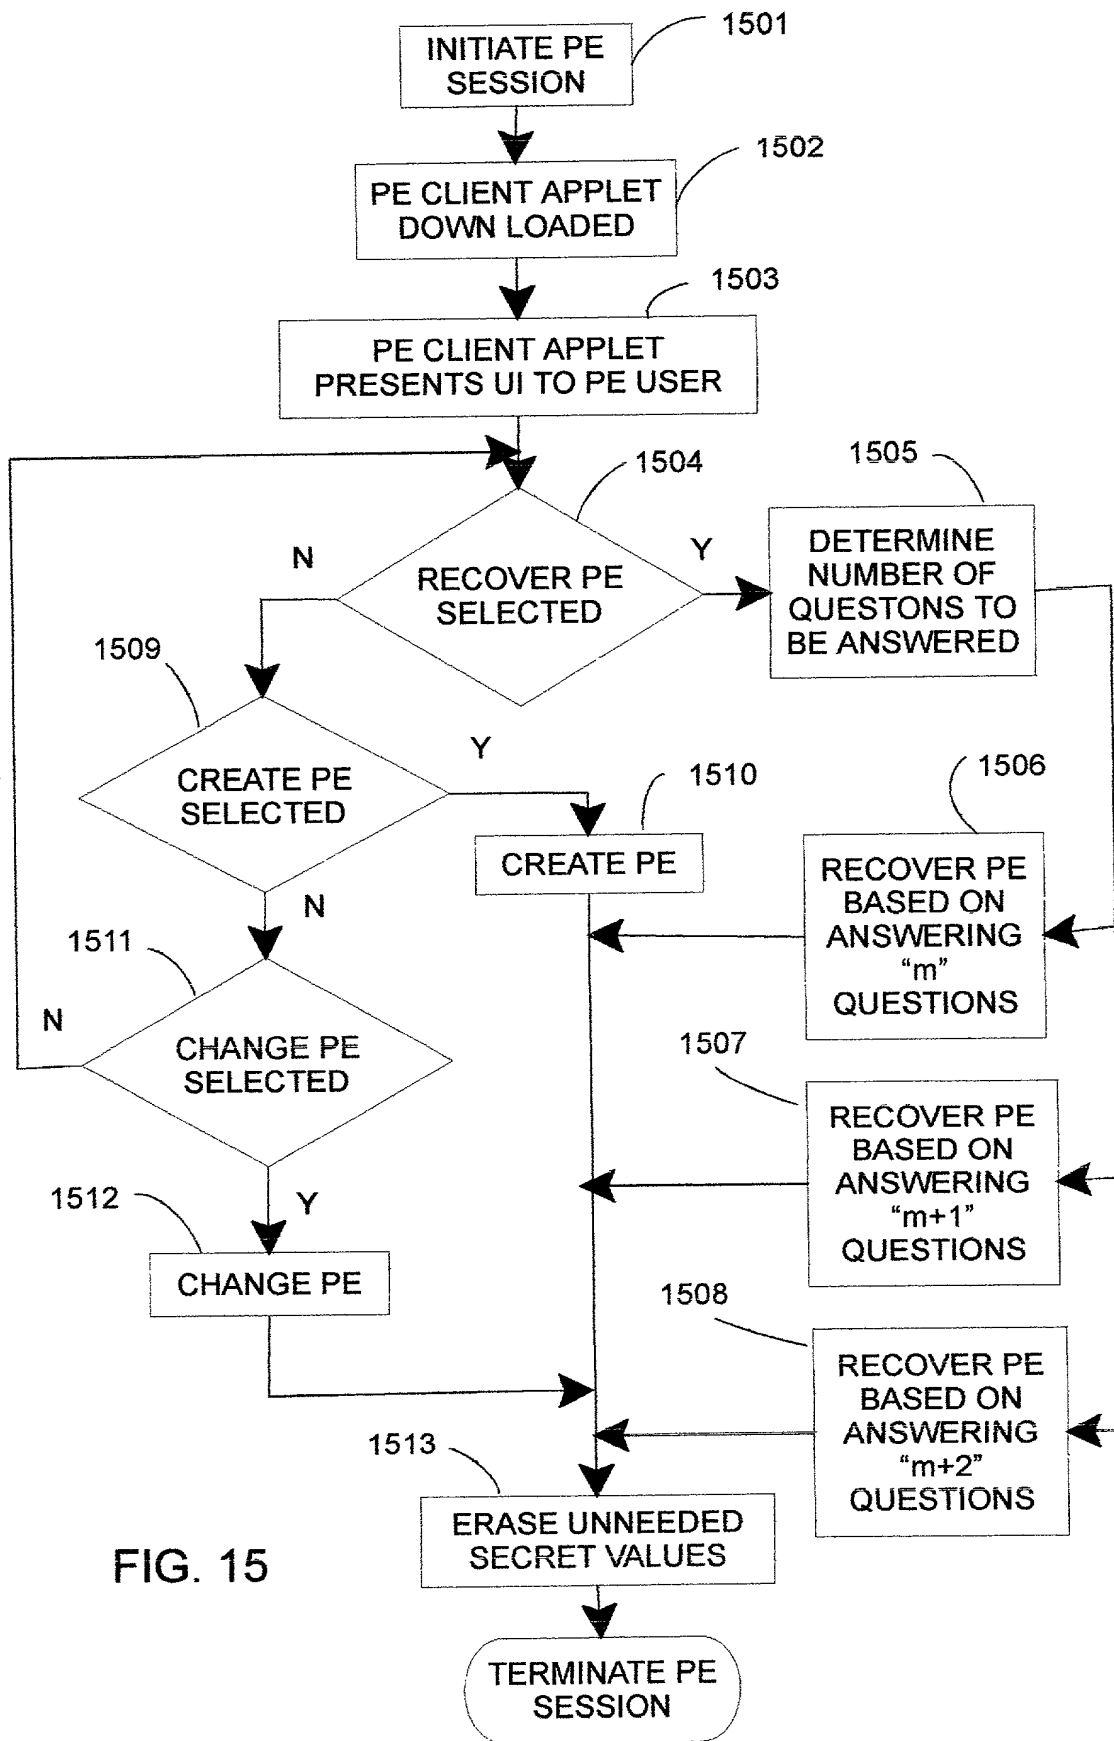 1501
INITIATE PE
SESSION
1502
PE CLIENT APPLET
DOWN LOADED
1503
PE CLIENT APPLET
PRESENTS UI TO PE USER
1504
1505
N
RECOVER PE
SELECTED
Y
DETERMINE
NUMBER OF
QUESTONS TO
BE ANSWERED
1509
CREATE PE
SELECTED
Y
1510
CREATE PE
1506
RECOVER PE
BASED ON
ANSWERING
“m”
QUESTIONS
N
1511
N
CHANGE PE
SELECTED
1507
RECOVER PE
BASED ON
ANSWERING
“m+1”
QUESTIONS
1512
Y
CHANGE PE
1508
RECOVER PE
BASED ON
ANSWERING
“m+2”
QUESTIONS
1513
ERASE UNNEEDED
SECRET VALUES
FIG. 15
TERMINATE PE
SESSION